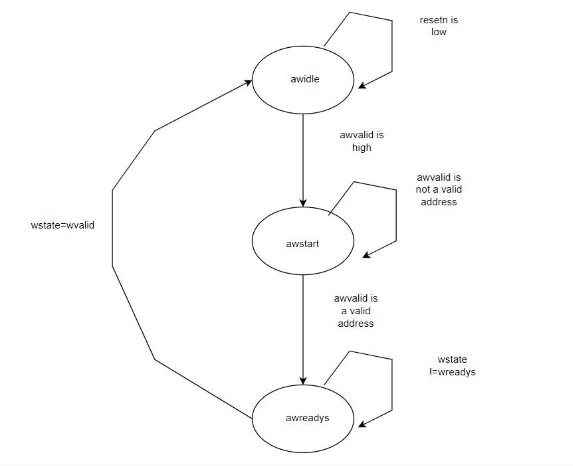 resetn is
low
awidle
awvalid is
high
awvalid is
not a valid
address
wstate=wvalid
awstart
awvalid is
a valid
address
wstate
!=wreadys
awreadys